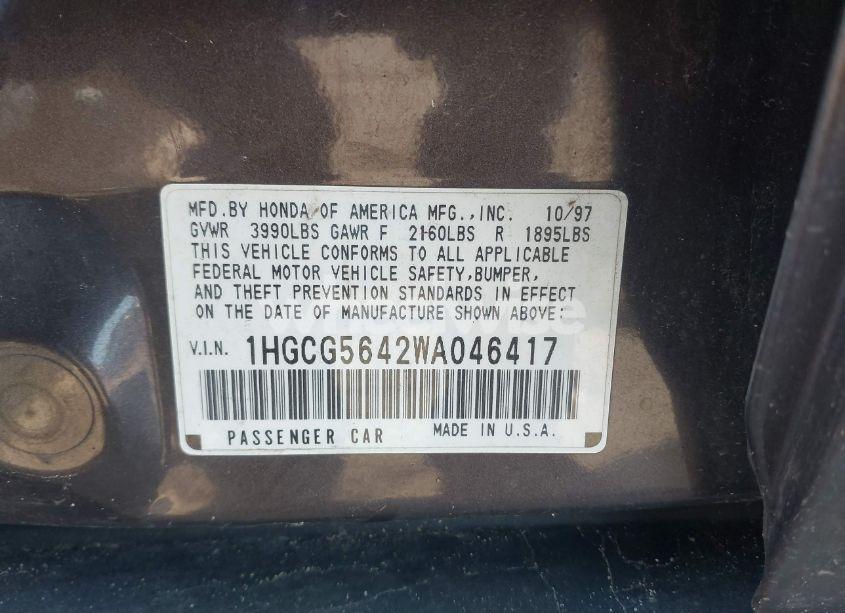 MFD.BY HONDA OF AMERICA MFG.,INC. 10/97
GVWR 3990LBS GAWR F 2160LBS R 1895LBS
THIS VEHICLE CONFORMS TO ALL APPLICABLE
FEDERAL MOTOR VEHICLE SAFETY,BUMPER,
AND THEFT PREVENTION STANDARDS IN EFFECT
ON THE DATE OF MANUFACTURE SHOWN ABOVE:
V.I.N. 1HGCG5642WA046417
PASSENGER CAR MADE IN U.S.A.